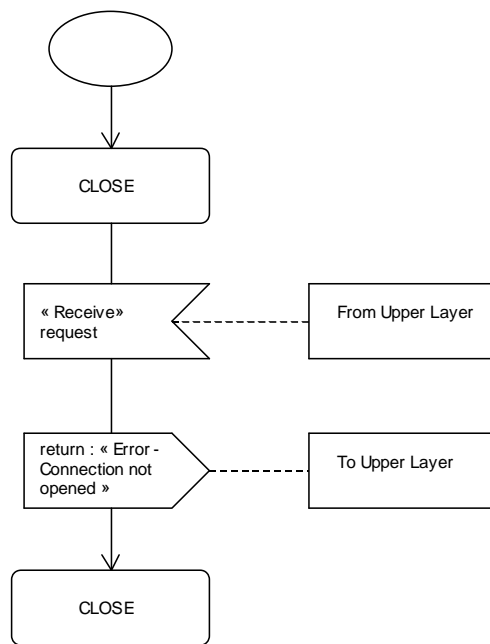 CLOSE
« Receive»
request
From Upper Layer
return : « Error -
Connection not
opened »
To Upper Layer
CLOSE